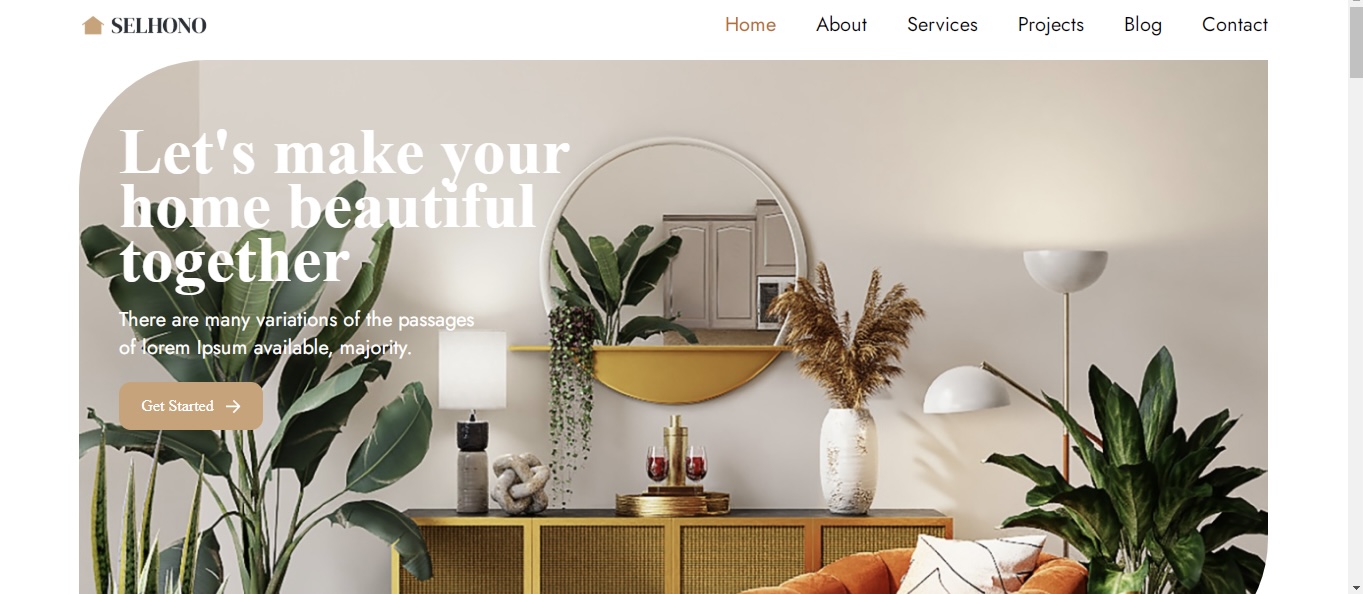 SELHONO
Home About Services Projects Blog Contact
Let's make your
home beautiful
together
There are many variations of the passages
of lorem Ipsum available, majority.
Get Started